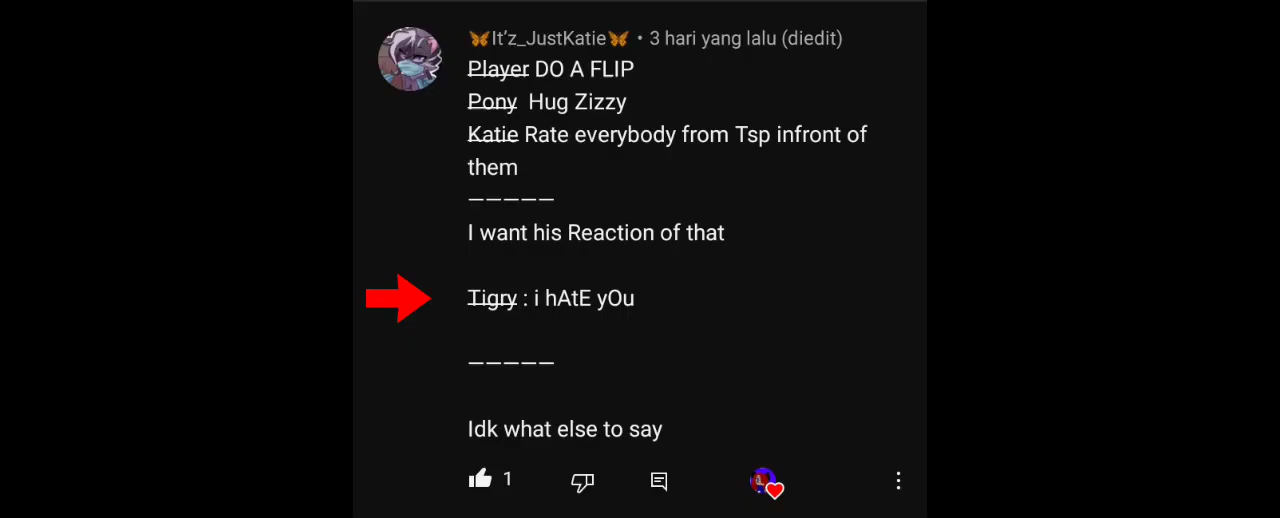 🦋It'z_JustKatie🦋 • 3 hari yang lalu (diedit)
Player DO A FLIP
Pony Hug Zizzy
Katie Rate everybody from Tsp infront of
them
—————
I want his Reaction of that
Tigry : i hAtE yOu
—————
Idk what else to say
1